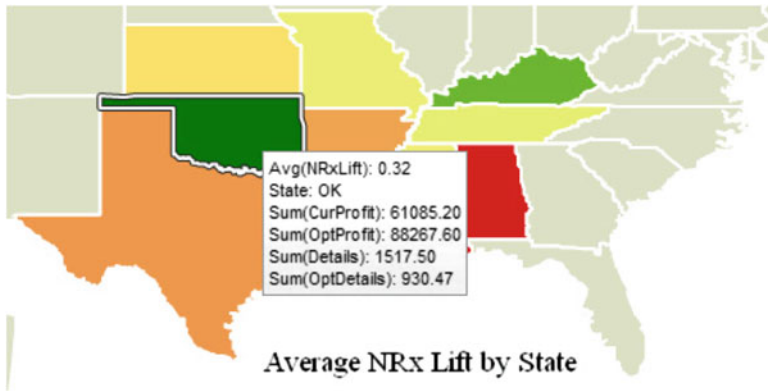 Avg(NRxLift): 0.32
State: OK
Sum(CurProfit): 61085.20
Sum(OptProfit): 88267.60
Sum(Details): 1517.50
Sum(OptDetails): 930.47
Average NRx Lift by State